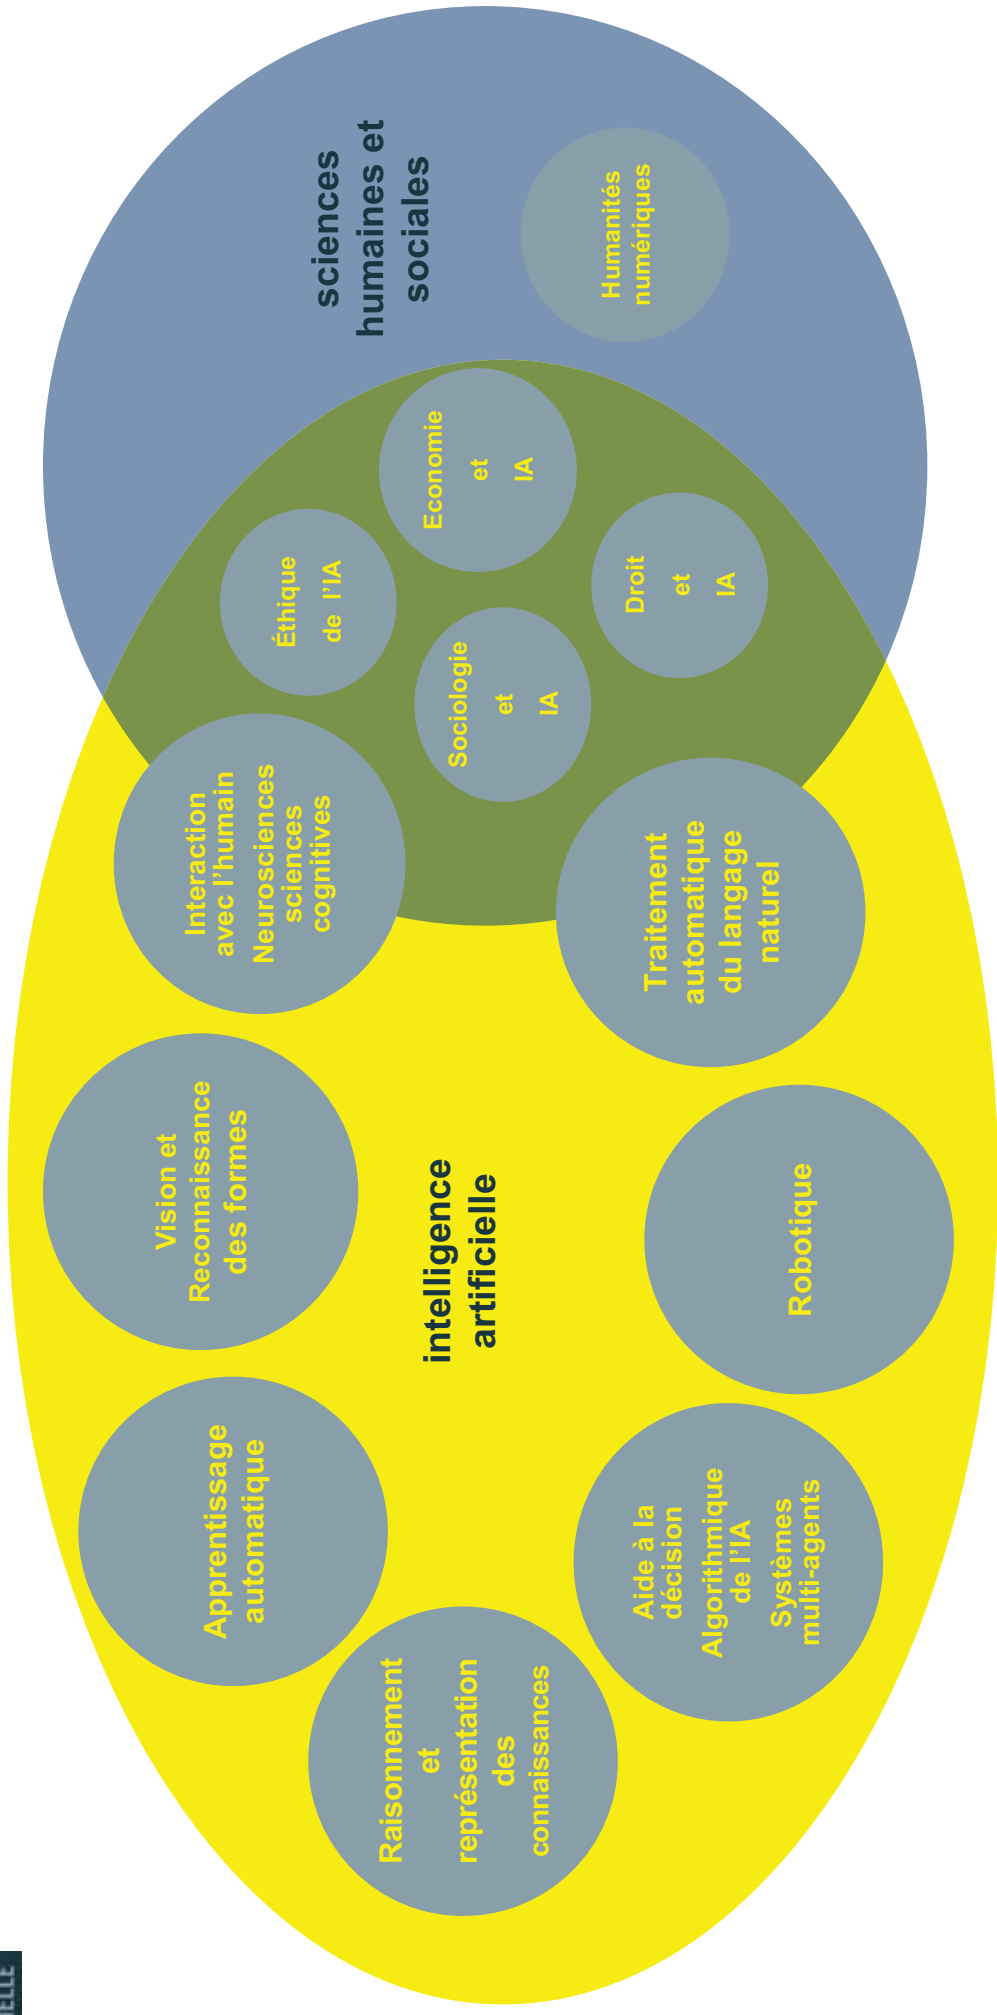 Raisonnement
et
représentation
des
connaissances
Apprentissage
automatique
Aide à la
décision
Algorithmique
de l’IA
Systèmes
multi-agents
Vision et
Reconnaissance
des formes
intelligence
artificielle
Robotique
Interaction
avec l’humain
Neurosciences
sciences
cognitives
Traitement
automatique
du langage
naturel
Éthique
de l’IA
Sociologie
et
IA
Economie
et
IA
Droit
et
IA
sciences
humaines et
sociales
Humanités
numériques